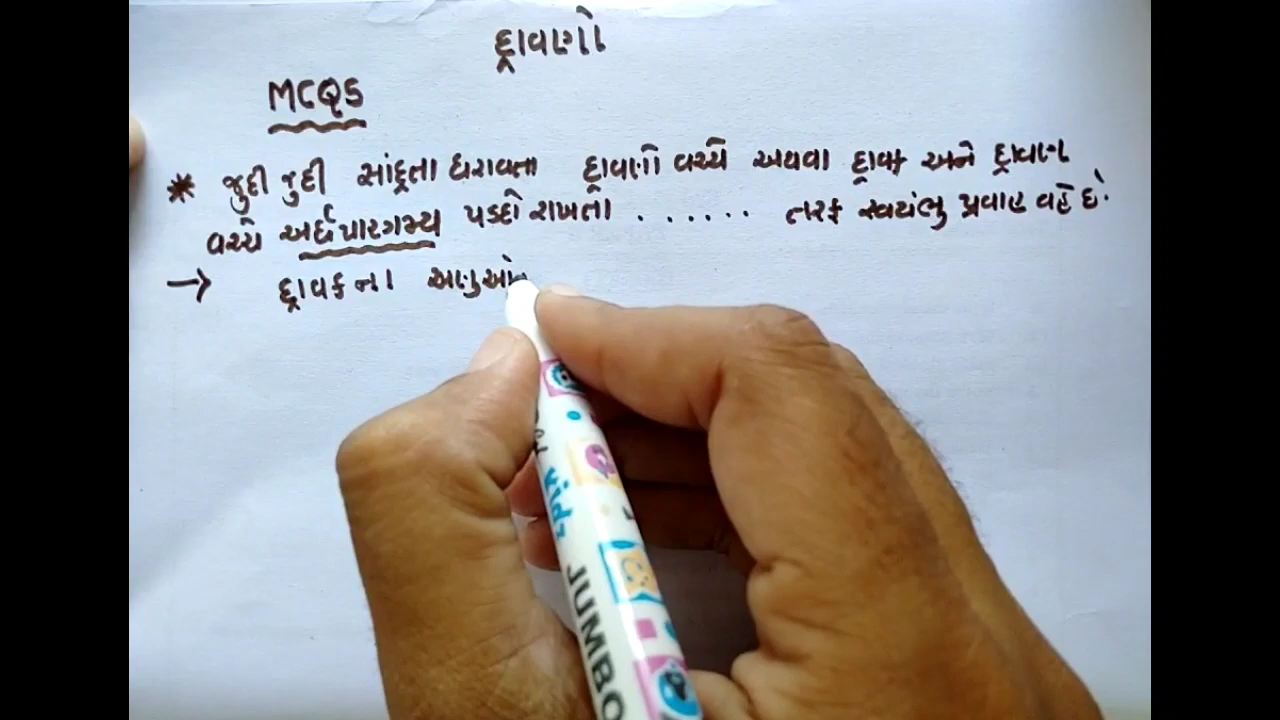 દ્રાવણો
MCQs
* જુદી જુદી સાંદ્રતા ધરાવતા દ્રાવણો વચ્ચે અથવા દ્રાવક અને દ્રાવણ
વચ્ચે અર્ધપારગમ્ય પડદો રાખતા ...... તરફ સ્વયંભુ પ્રવાહ વહે છે.
→ દ્રાવકના અણુઓ
kidz
JUMBO